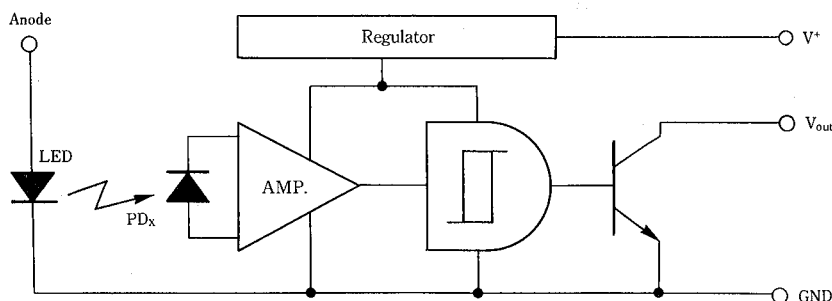 Anode
Regulator
V⁺
Vout
LED
AMP.
PDx
GND